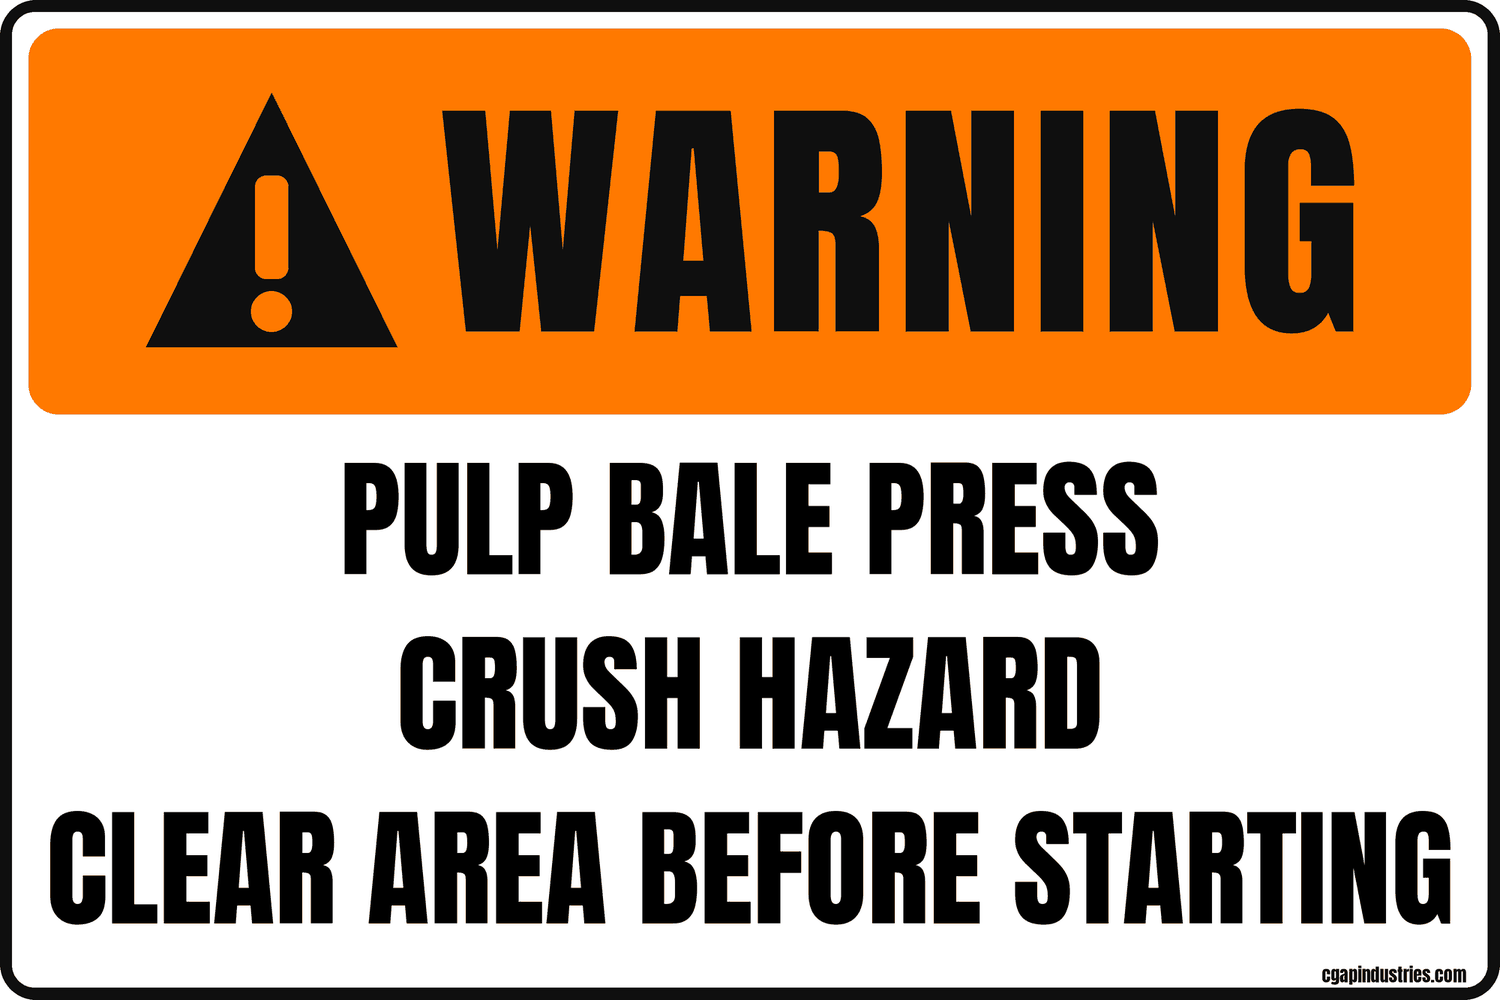 WARNING
PULP BALE PRESS
CRUSH HAZARD
CLEAR AREA BEFORE STARTING
cgapindustries.com